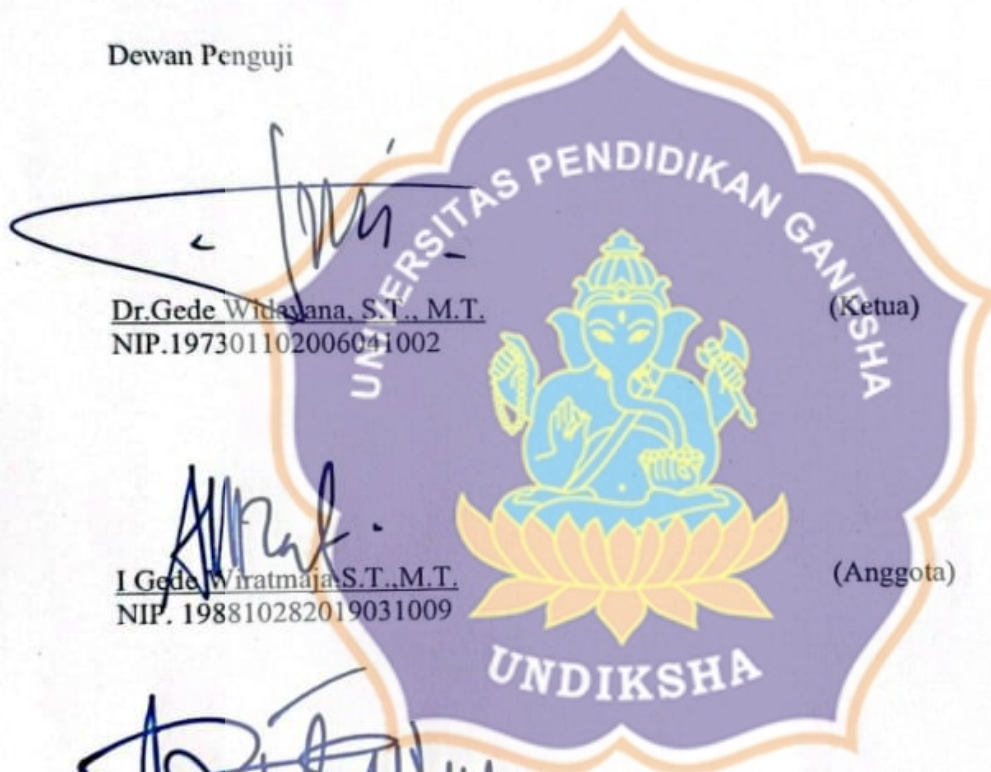 Dewan Penguji
UNIVERSITAS PENDIDIKAN GANESHA
Dr.Gede Widayana, S.T., M.T.
(Ketua)
NIP.197301102006041002
I Gede Wiratmaja.S.T.,M.T.
(Anggota)
NIP. 198810282019031009
UNDIKSHA